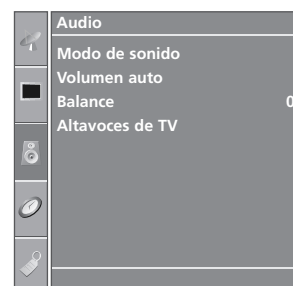 Audio
Modo de sonido
Volumen auto
Balance 0
Altavoces de TV